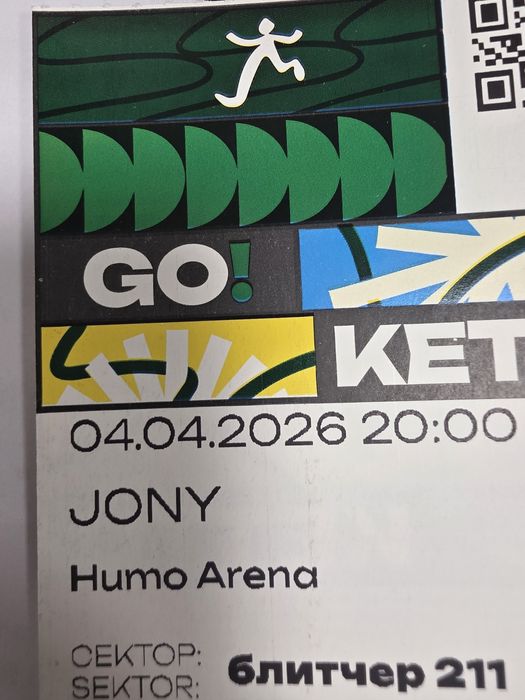 GO!
KET
04.04.2026 20:00
JONY
Humo Arena
СЕКТОР:
SEKTOR: блитчер 211